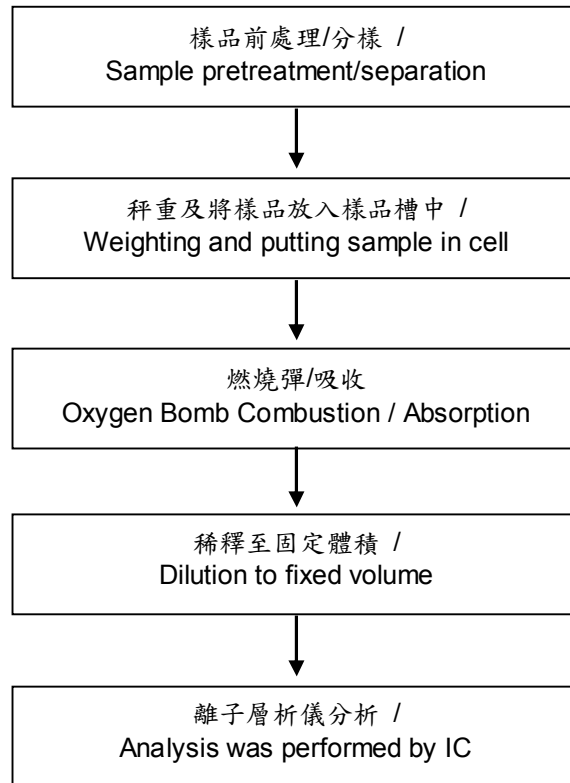 樣品前處理/分樣 /
Sample pretreatment/separation
秤重及將樣品放入樣品槽中 /
Weighting and putting sample in cell
燃燒彈/吸收
Oxygen Bomb Combustion / Absorption
稀釋至固定體積 /
Dilution to fixed volume
離子層析儀分析 /
Analysis was performed by IC